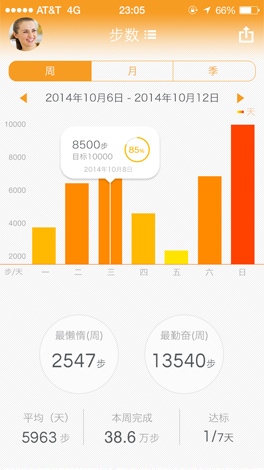 AT&T 4G 23:05 66%
步数
周 月 季
2014年10月6日 - 2014年10月12日
天
10000
8000
4000
2000
8500步
目标10000
85%
2014年10月8日
步/天 一 二 三 四 五 六 日
最懒惰(周) 最勤奋(周)
2547步 13540步
平均（天） 本周完成 达标
5963 步 38.6 万步 1/7天